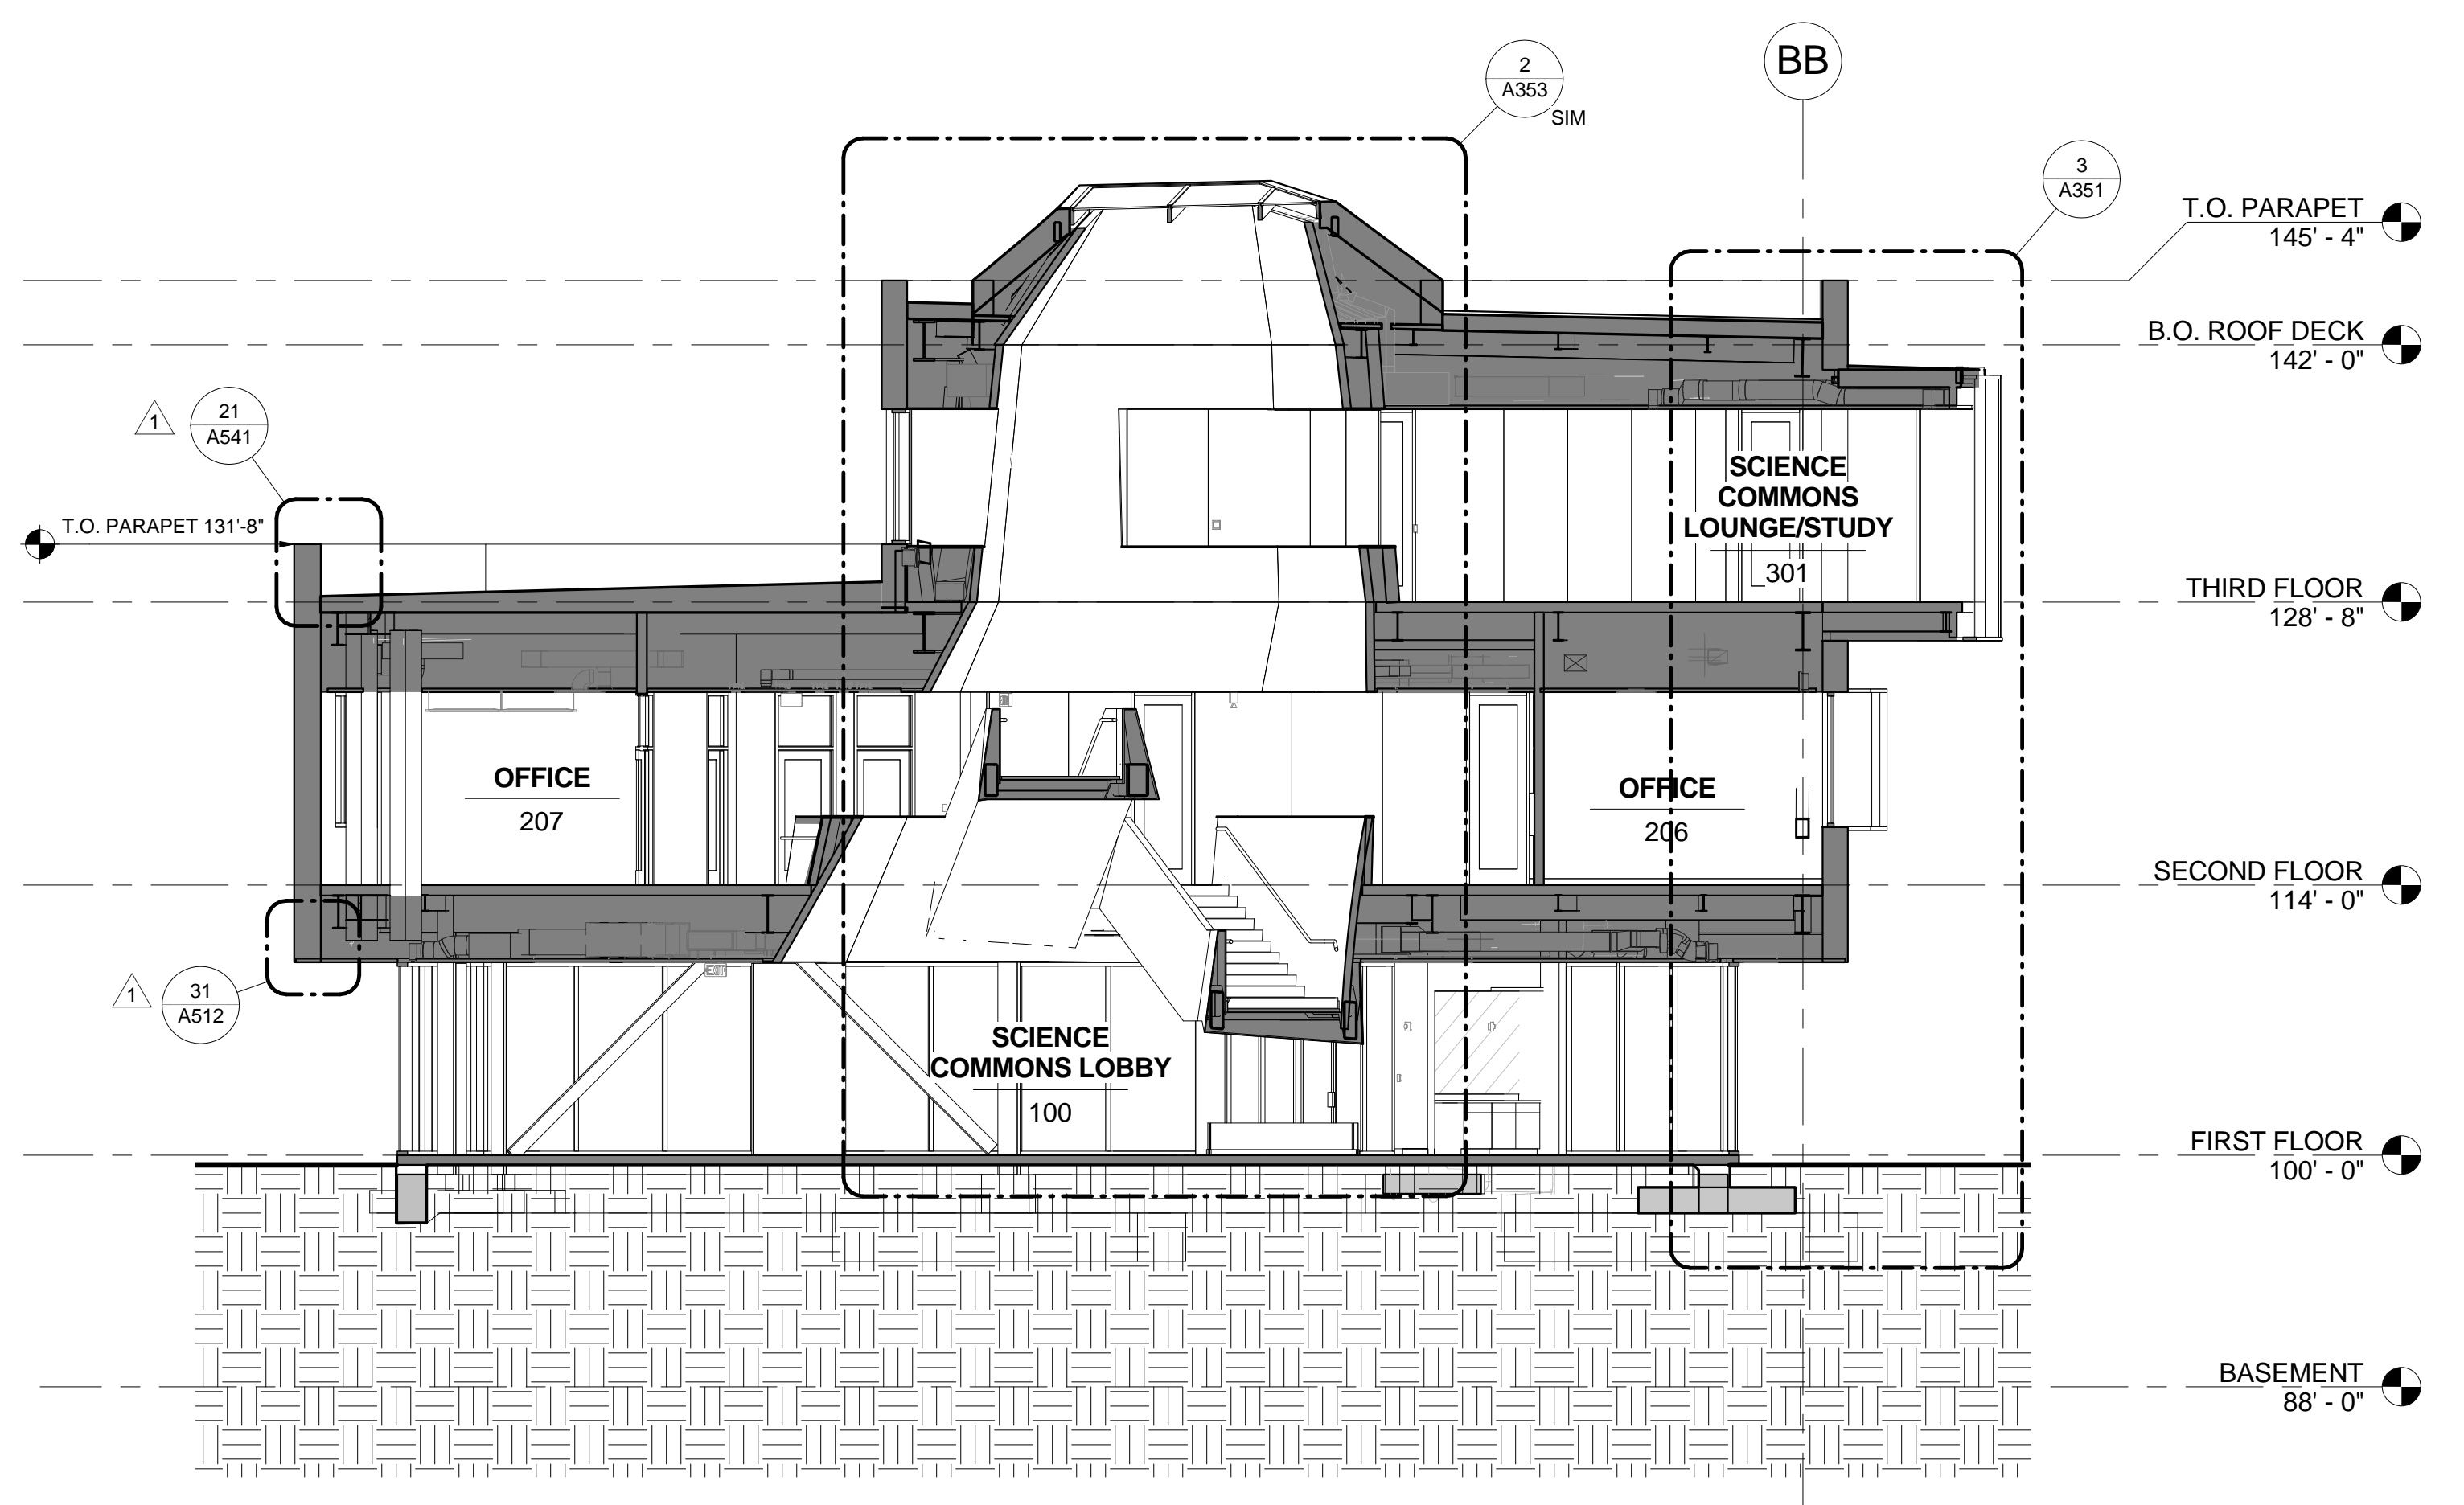 2
A353
SIM
BB
3
A351
T.O. PARAPET
145' - 4"
B.O. ROOF DECK
142' - 0"
1
21
A541
T.O. PARAPET 131'-8"
SCIENCE
COMMONS
LOUNGE/STUDY
301
THIRD FLOOR
128' - 8"
OFFICE
207
OFFICE
206
SECOND FLOOR
114' - 0"
EXIT
1
31
A512
SCIENCE
COMMONS LOBBY
100
FIRST FLOOR
100' - 0"
BASEMENT
88' - 0"